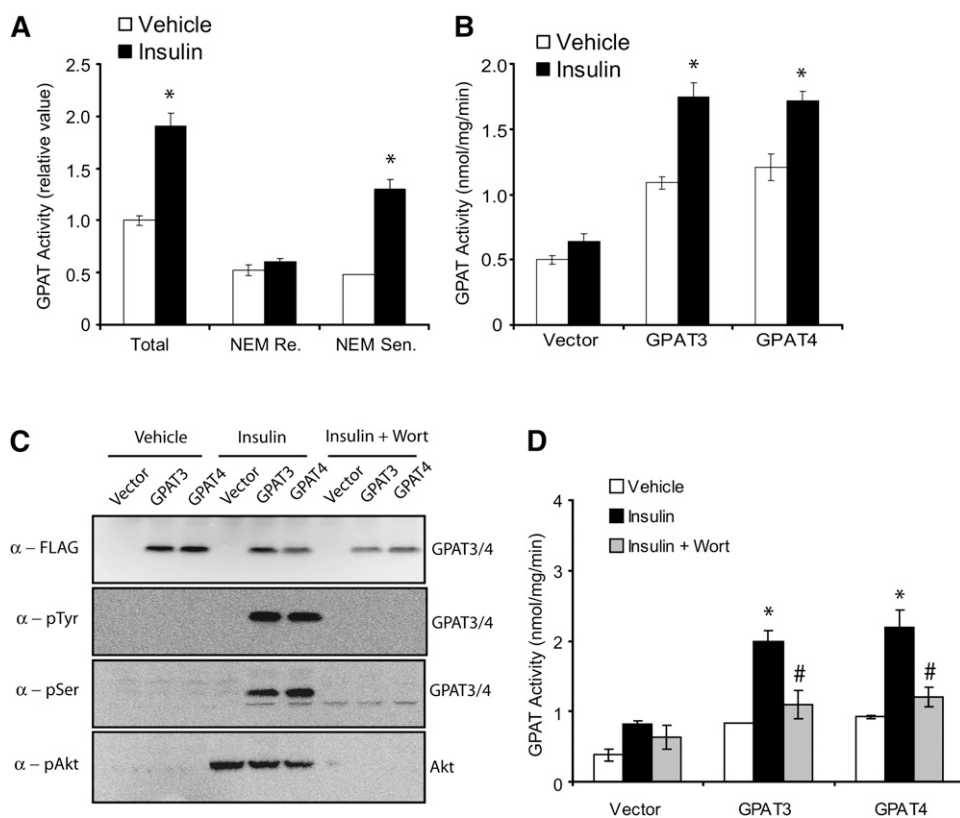 A
Vehicle
Insulin
GPAT Activity (relative value)
2.5
2.0
1.5
1.0
0.5
0
*
*
Total
NEM Re.
NEM Sen.
B
Vehicle
Insulin
GPAT Activity (nmol/mg/min)
2.0
1.5
1.0
0.5
0
*
*
Vector
GPAT3
GPAT4
C
Vehicle
Insulin
Insulin + Wort
Vector
GPAT3
GPAT4
Vector
GPAT3
GPAT4
Vector
GPAT3
GPAT4
α – FLAG
GPAT3/4
α – pTyr
GPAT3/4
α – pSer
GPAT3/4
α – pAkt
Akt
D
Vehicle
Insulin
Insulin + Wort
GPAT Activity (nmol/mg/min)
4
3
2
1
0
*
#
*
#
Vector
GPAT3
GPAT4